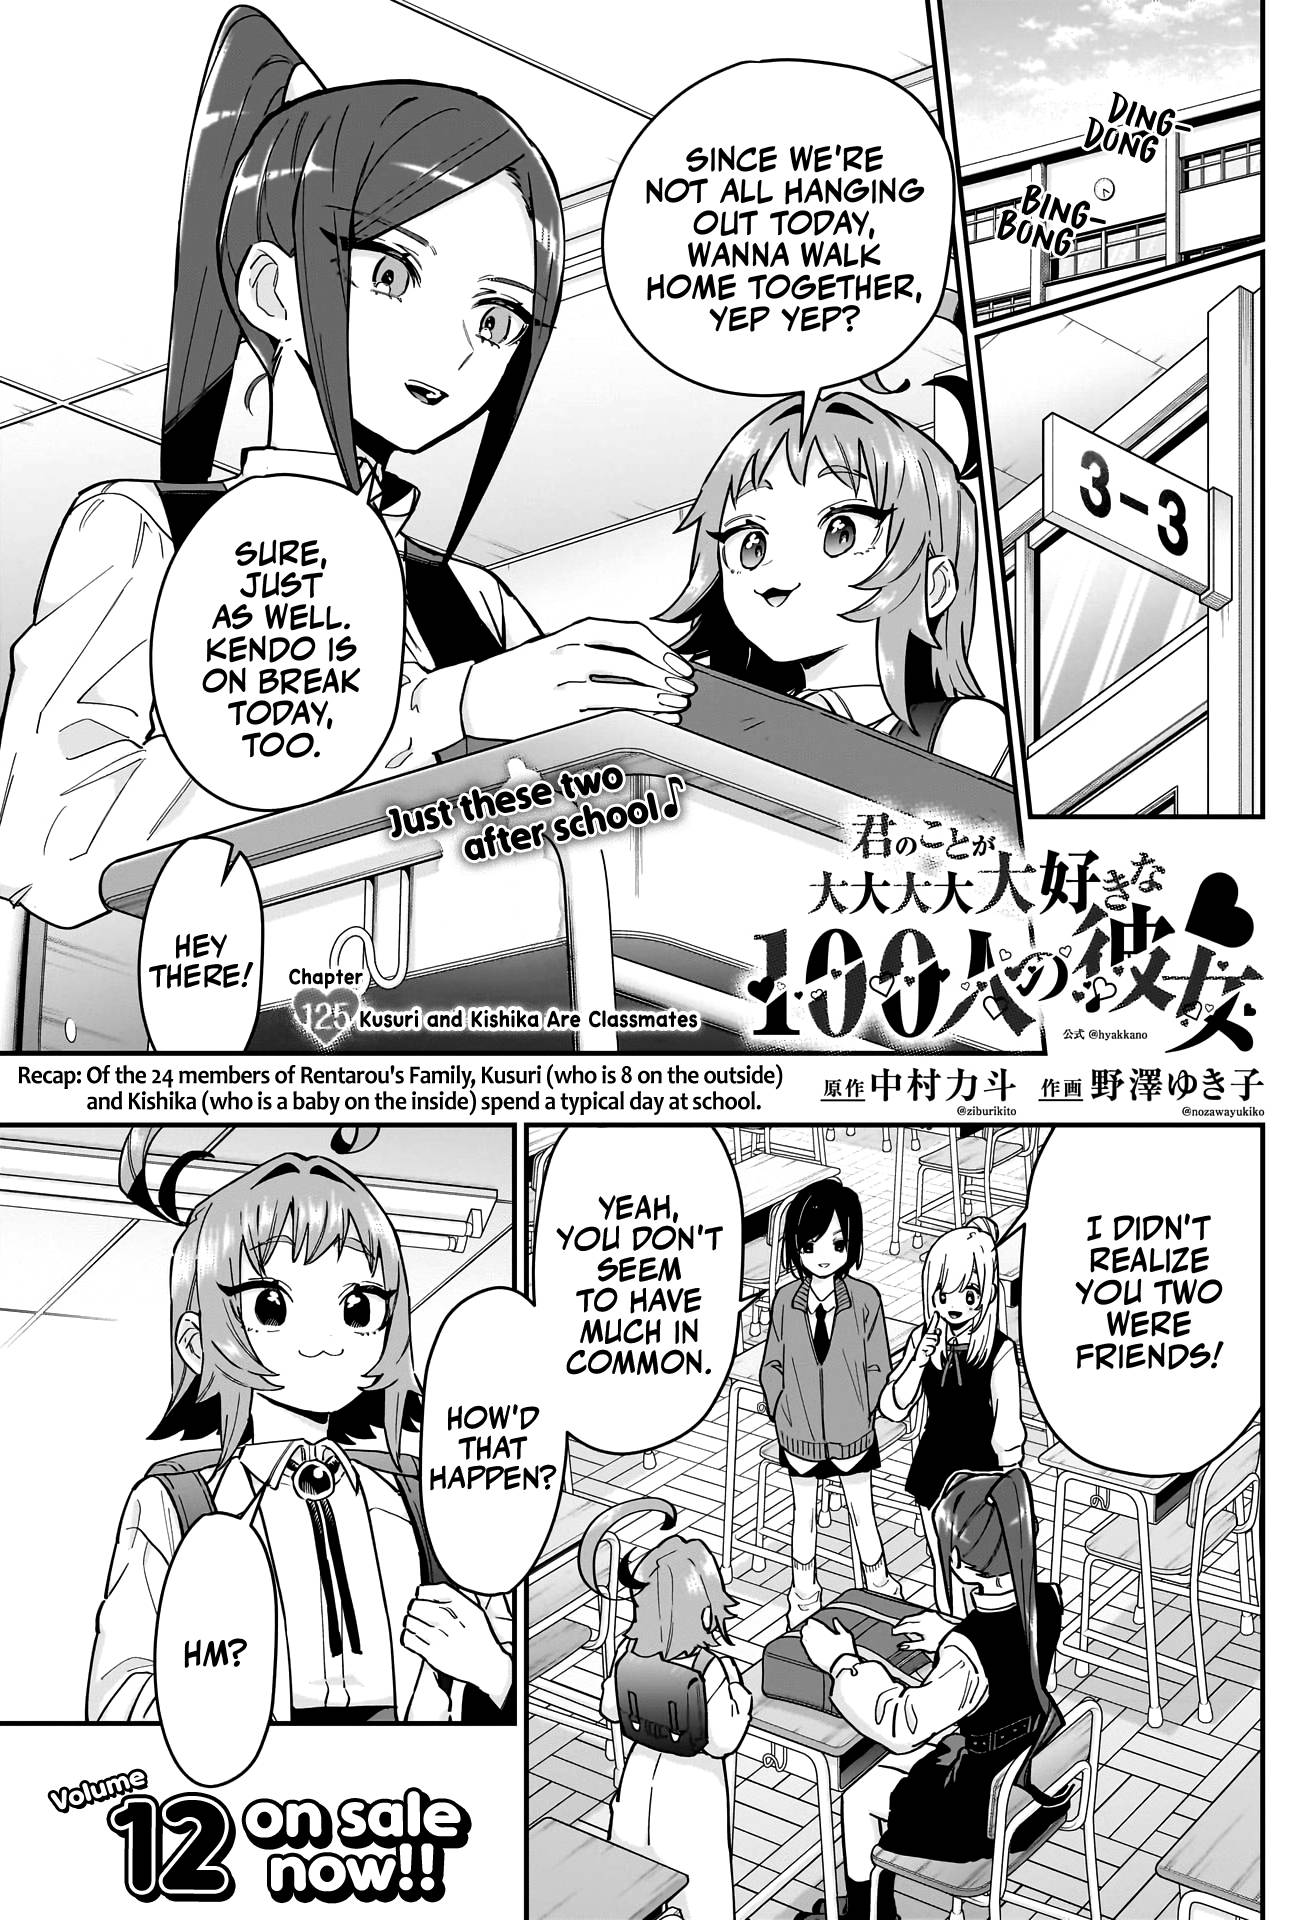 DING-
DONG
BING-
BONG
3-3
SINCE WE'RE
NOT ALL HANGING
OUT TODAY,
WANNA WALK
HOME TOGETHER,
YEP YEP?
SURE,
JUST
AS WELL.
KENDO IS
ON BREAK
TODAY,
TOO.
Just these two
after school♪
HEY
THERE!
君のことが
大大大大大好きな
100人の彼女
公式 @hyakkano
Chapter
125 Kusuri and Kishika Are Classmates
Recap: Of the 24 members of Rentarou's Family, Kusuri (who is 8 on the outside)
and Kishika (who is a baby on the inside) spend a typical day at school.
原作 中村力斗 作画 野澤ゆき子
@ziburikito @nozawayukiko
I DIDN'T
REALIZE
YOU TWO
WERE
FRIENDS!
YEAH,
YOU DON'T
SEEM
TO HAVE
MUCH IN
COMMON.
HOW'D
THAT
HAPPEN?
HM?
Volume
12 on sale
now!!